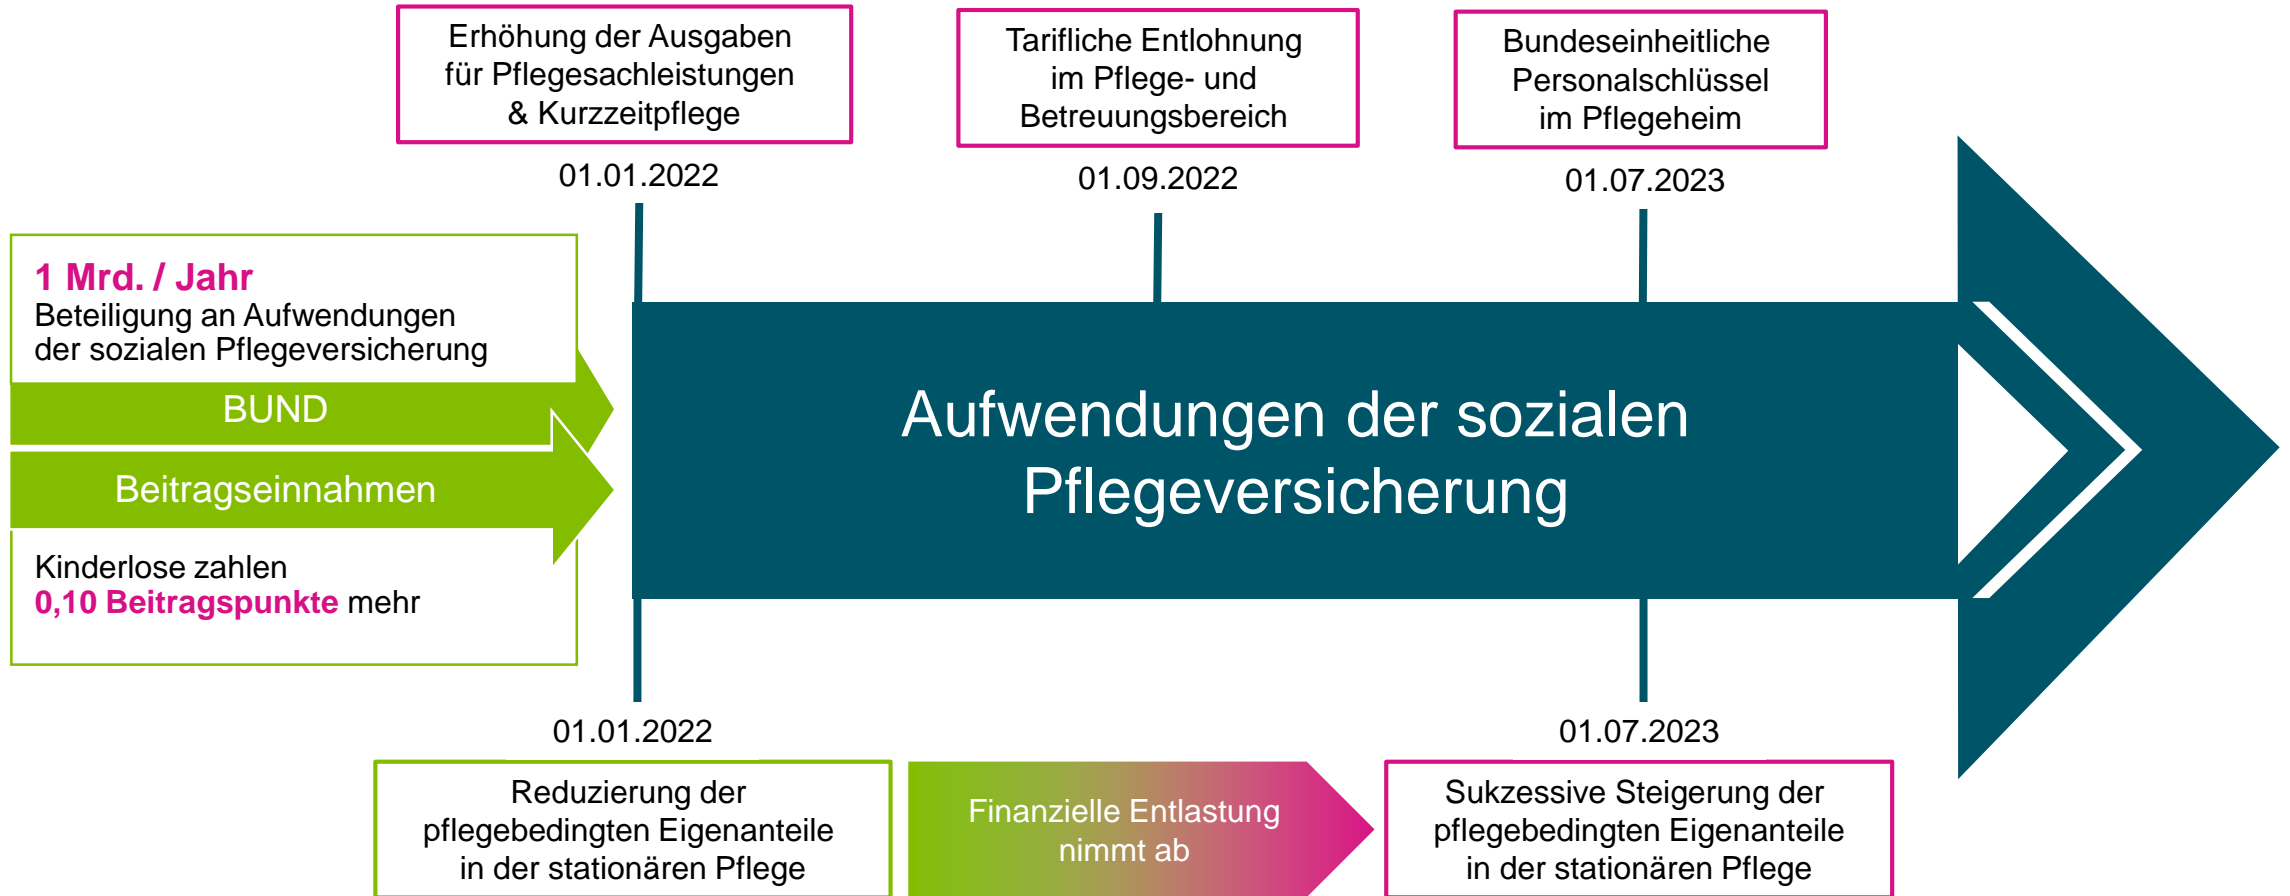 Erhöhung der Ausgaben
für Pflegesachleistungen
& Kurzzeitpflege
01.01.2022
Tarifliche Entlohnung
im Pflege- und
Betreuungsbereich
01.09.2022
Bundeseinheitliche
Personalschlüssel
im Pflegeheim
01.07.2023
1 Mrd. / Jahr
Beteiligung an Aufwendungen
der sozialen Pflegeversicherung
BUND
Beitragseinnahmen
Kinderlose zahlen
0,10 Beitragspunkte mehr
Aufwendungen der sozialen
Pflegeversicherung
01.01.2022
Reduzierung der
pflegebedingten Eigenanteile
in der stationären Pflege
Finanzielle Entlastung
nimmt ab
01.07.2023
Sukzessive Steigerung der
pflegebedingten Eigenanteile
in der stationären Pflege